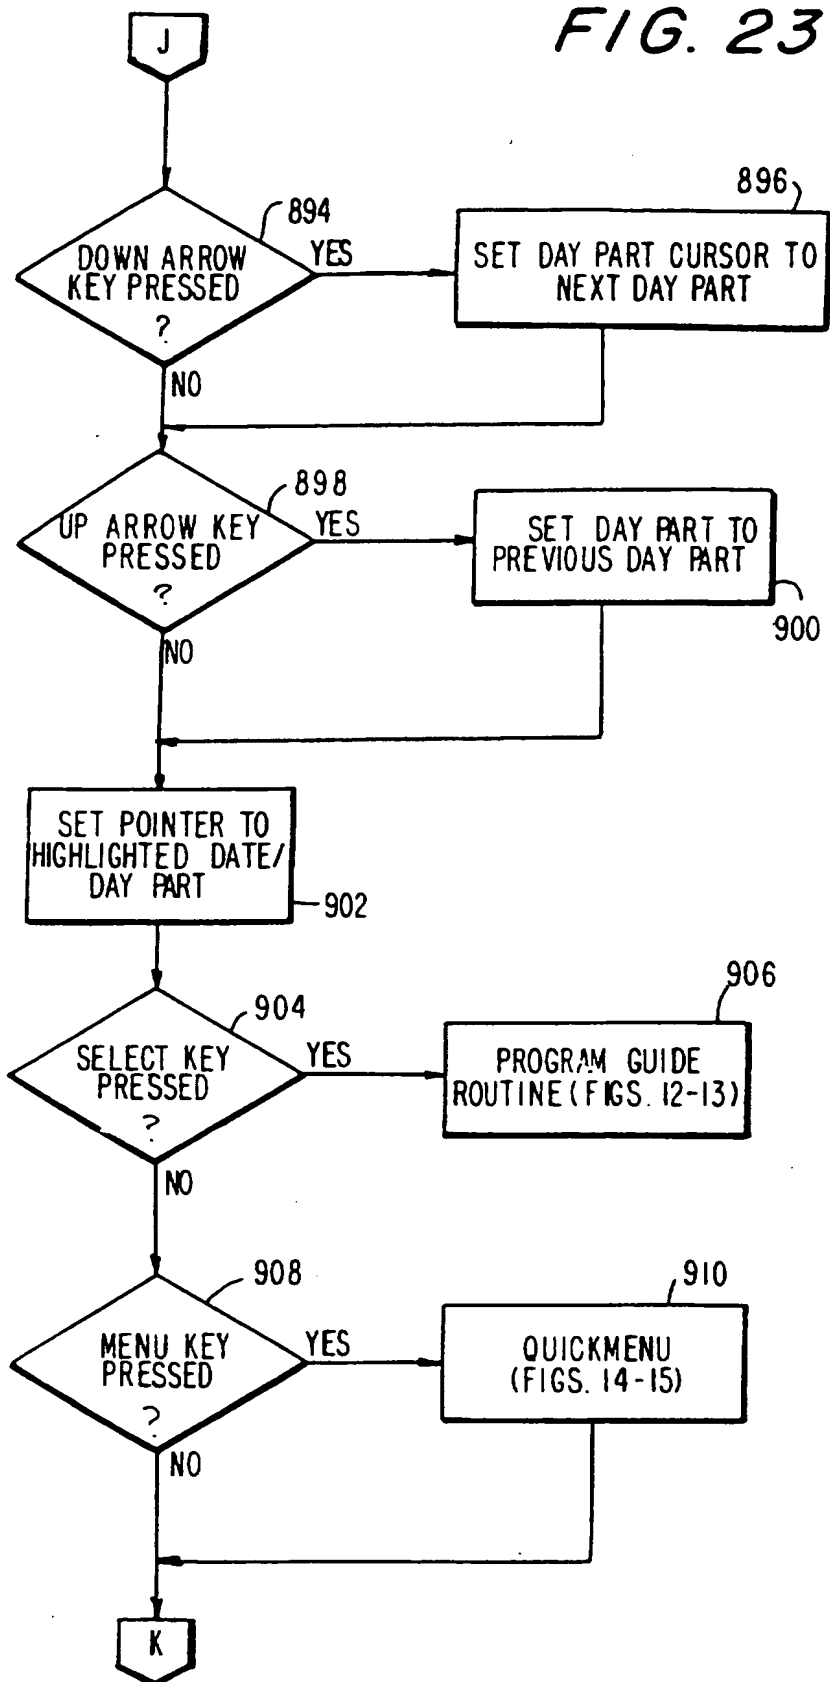 J
FIG. 23
894
896
DOWN ARROW
KEY PRESSED
?
YES
SET DAY PART CURSOR TO
NEXT DAY PART
NO
898
UP ARROW KEY
PRESSED
?
YES
SET DAY PART TO
PREVIOUS DAY PART
900
NO
SET POINTER TO
HIGHLIGHTED DATE/
DAY PART
902
904
906
SELECT KEY
PRESSED
?
YES
PROGRAM GUIDE
ROUTINE (FIGS. 12-13)
NO
908
910
MENU KEY
PRESSED
?
YES
QUICKMENU
(FIGS. 14-15)
NO
K